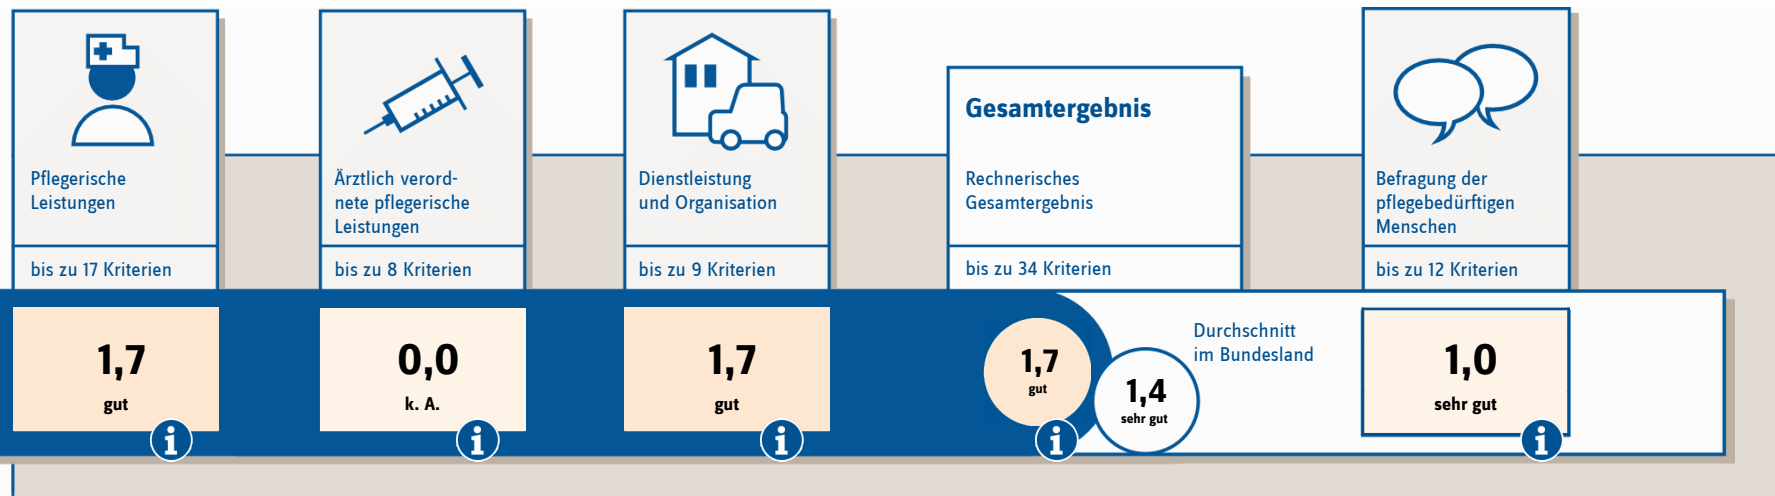 Pflegerische
Leistungen
bis zu 17 Kriterien
1,7
gut
i
Ärztlich verord-
nete pflegerische
Leistungen
bis zu 8 Kriterien
0,0
k. A.
i
Dienstleistung
und Organisation
bis zu 9 Kriterien
1,7
gut
i
Gesamtergebnis
Rechnerisches
Gesamtergebnis
bis zu 34 Kriterien
1,7
gut
i
Durchschnitt
im Bundesland
1,4
sehr gut
Befragung der
pflegebedürftigen
Menschen
bis zu 12 Kriterien
1,0
sehr gut
i